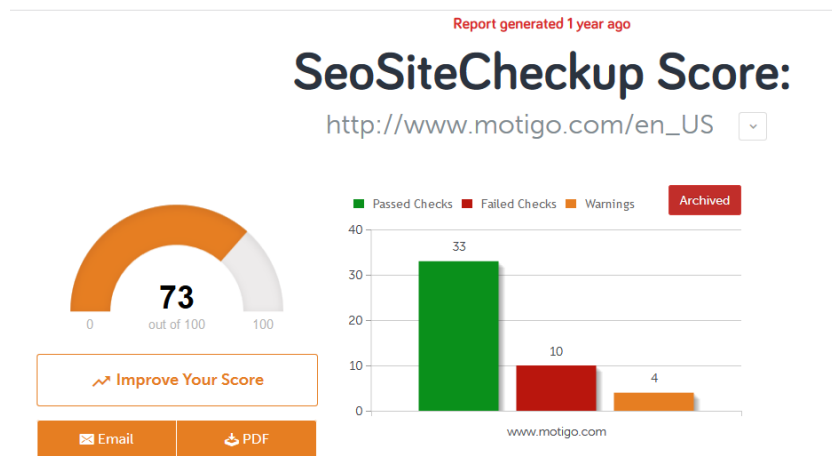 Report generated 1 year ago
SeoSiteCheckup Score:
http://www.motigo.com/en_US
73
0 out of 100 100
Improve Your Score
Email PDF
Passed Checks Failed Checks Warnings
Archived
40
33
30
20
10
10
4
0
www.motigo.com